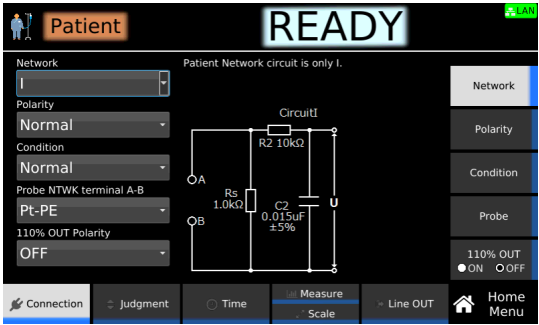 Patient
READY
LAN
Network
Patient Network circuit is only I.
I
Polarity
Normal
Condition
Normal
Probe NTWK terminal A-B
Pt-PE
110% OUT Polarity
OFF
CircuitI
R2 10kΩ
A
B
Rs
1.0kΩ
C2
0.015uF
±5%
U
Network
Polarity
Condition
Probe
110% OUT
ON OFF
Connection
Judgment
Time
Measure
Scale
Line OUT
Home
Menu